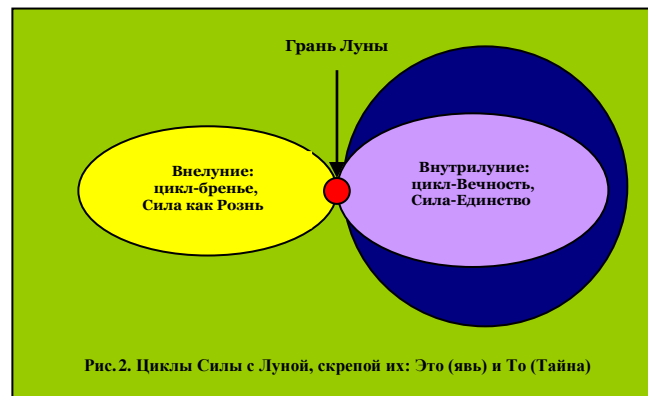 Грань Луны
Внелуние:
цикл-бренье,
Сила как Рознь
Внутрилуние:
цикл-Вечность,
Сила-Единство
Рис. 2. Циклы Силы с Луной, скрепой их: Это (явь) и То (Тайна)